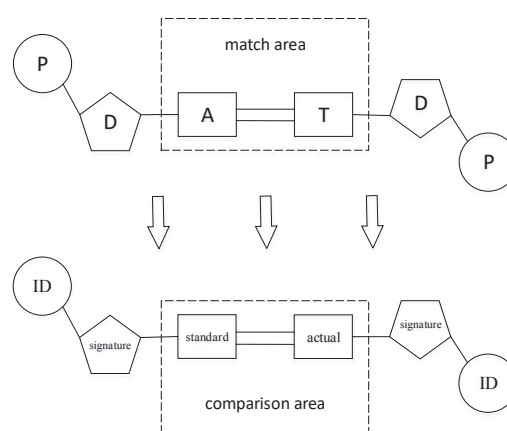 match area
P
D
A
T
D
P
ID
signature
standard
actual
signature
ID
comparison area